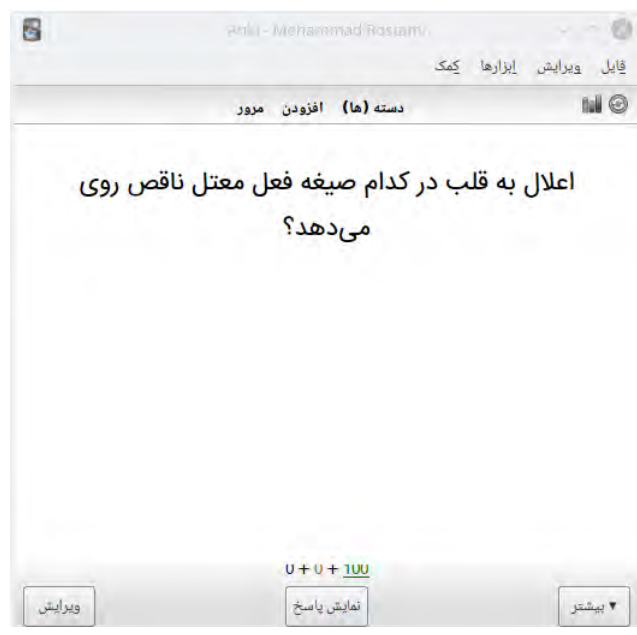 Anki - Mohammad Rostami
فایل ویرایش ابزارها کمک
دسته (ها) افزودن مرور
اعلال به قلب در کدام صیغه فعل معتل ناقص روی
می‌دهد؟
0 + 0 + 100
ویرایش نمایش پاسخ بیشتر ▼